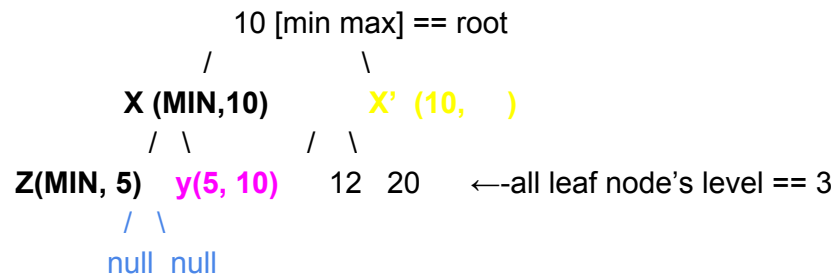 10 [min max] == root
/ \
X (MIN,10) X’ (10, )
/ \ / \
Z(MIN, 5) y(5, 10) 12 20 ←-all leaf node’s level == 3
/ \
null null